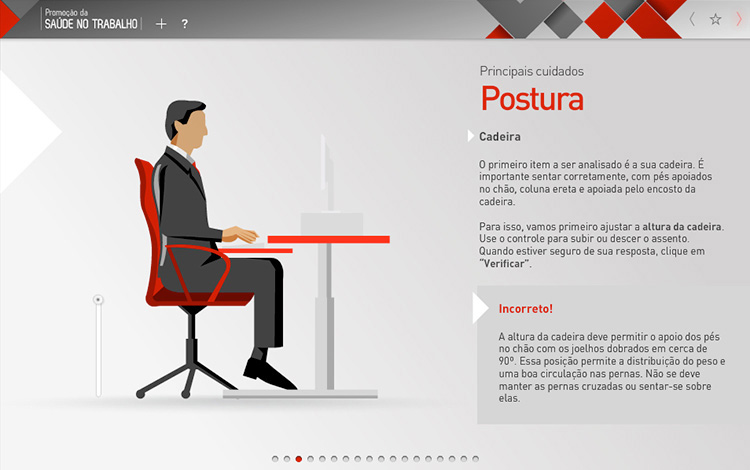 Promoção da
SAÚDE NO TRABALHO
+ ?
Principais cuidados
Postura
Cadeira
O primeiro item a ser analisado é a sua cadeira. É
importante sentar corretamente, com pés apoiados
no chão, coluna ereta e apoiada pelo encosto da
cadeira.
Para isso, vamos primeiro ajustar a altura da cadeira.
Use o controle para subir ou descer o assento.
Quando estiver seguro de sua resposta, clique em
"Verificar".
Incorreto!
A altura da cadeira deve permitir o apoio dos pés
no chão com os joelhos dobrados em cerca de
90º. Essa posição permite a distribuição do peso e
uma boa circulação nas pernas. Não se deve
manter as pernas cruzadas ou sentar-se sobre
elas.